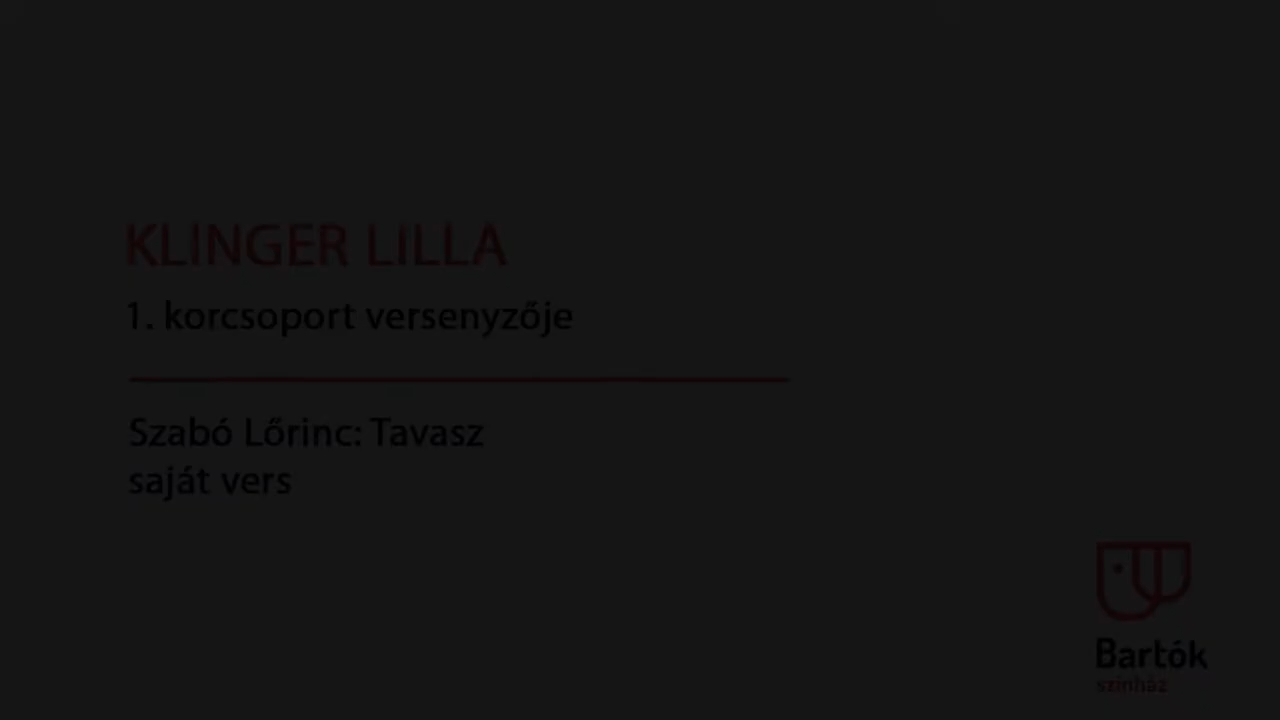 KLINGER LILLA
1. korcsoport versenyzője
Szabó Lőrinc: Tavasz
saját vers
Bartók
színház